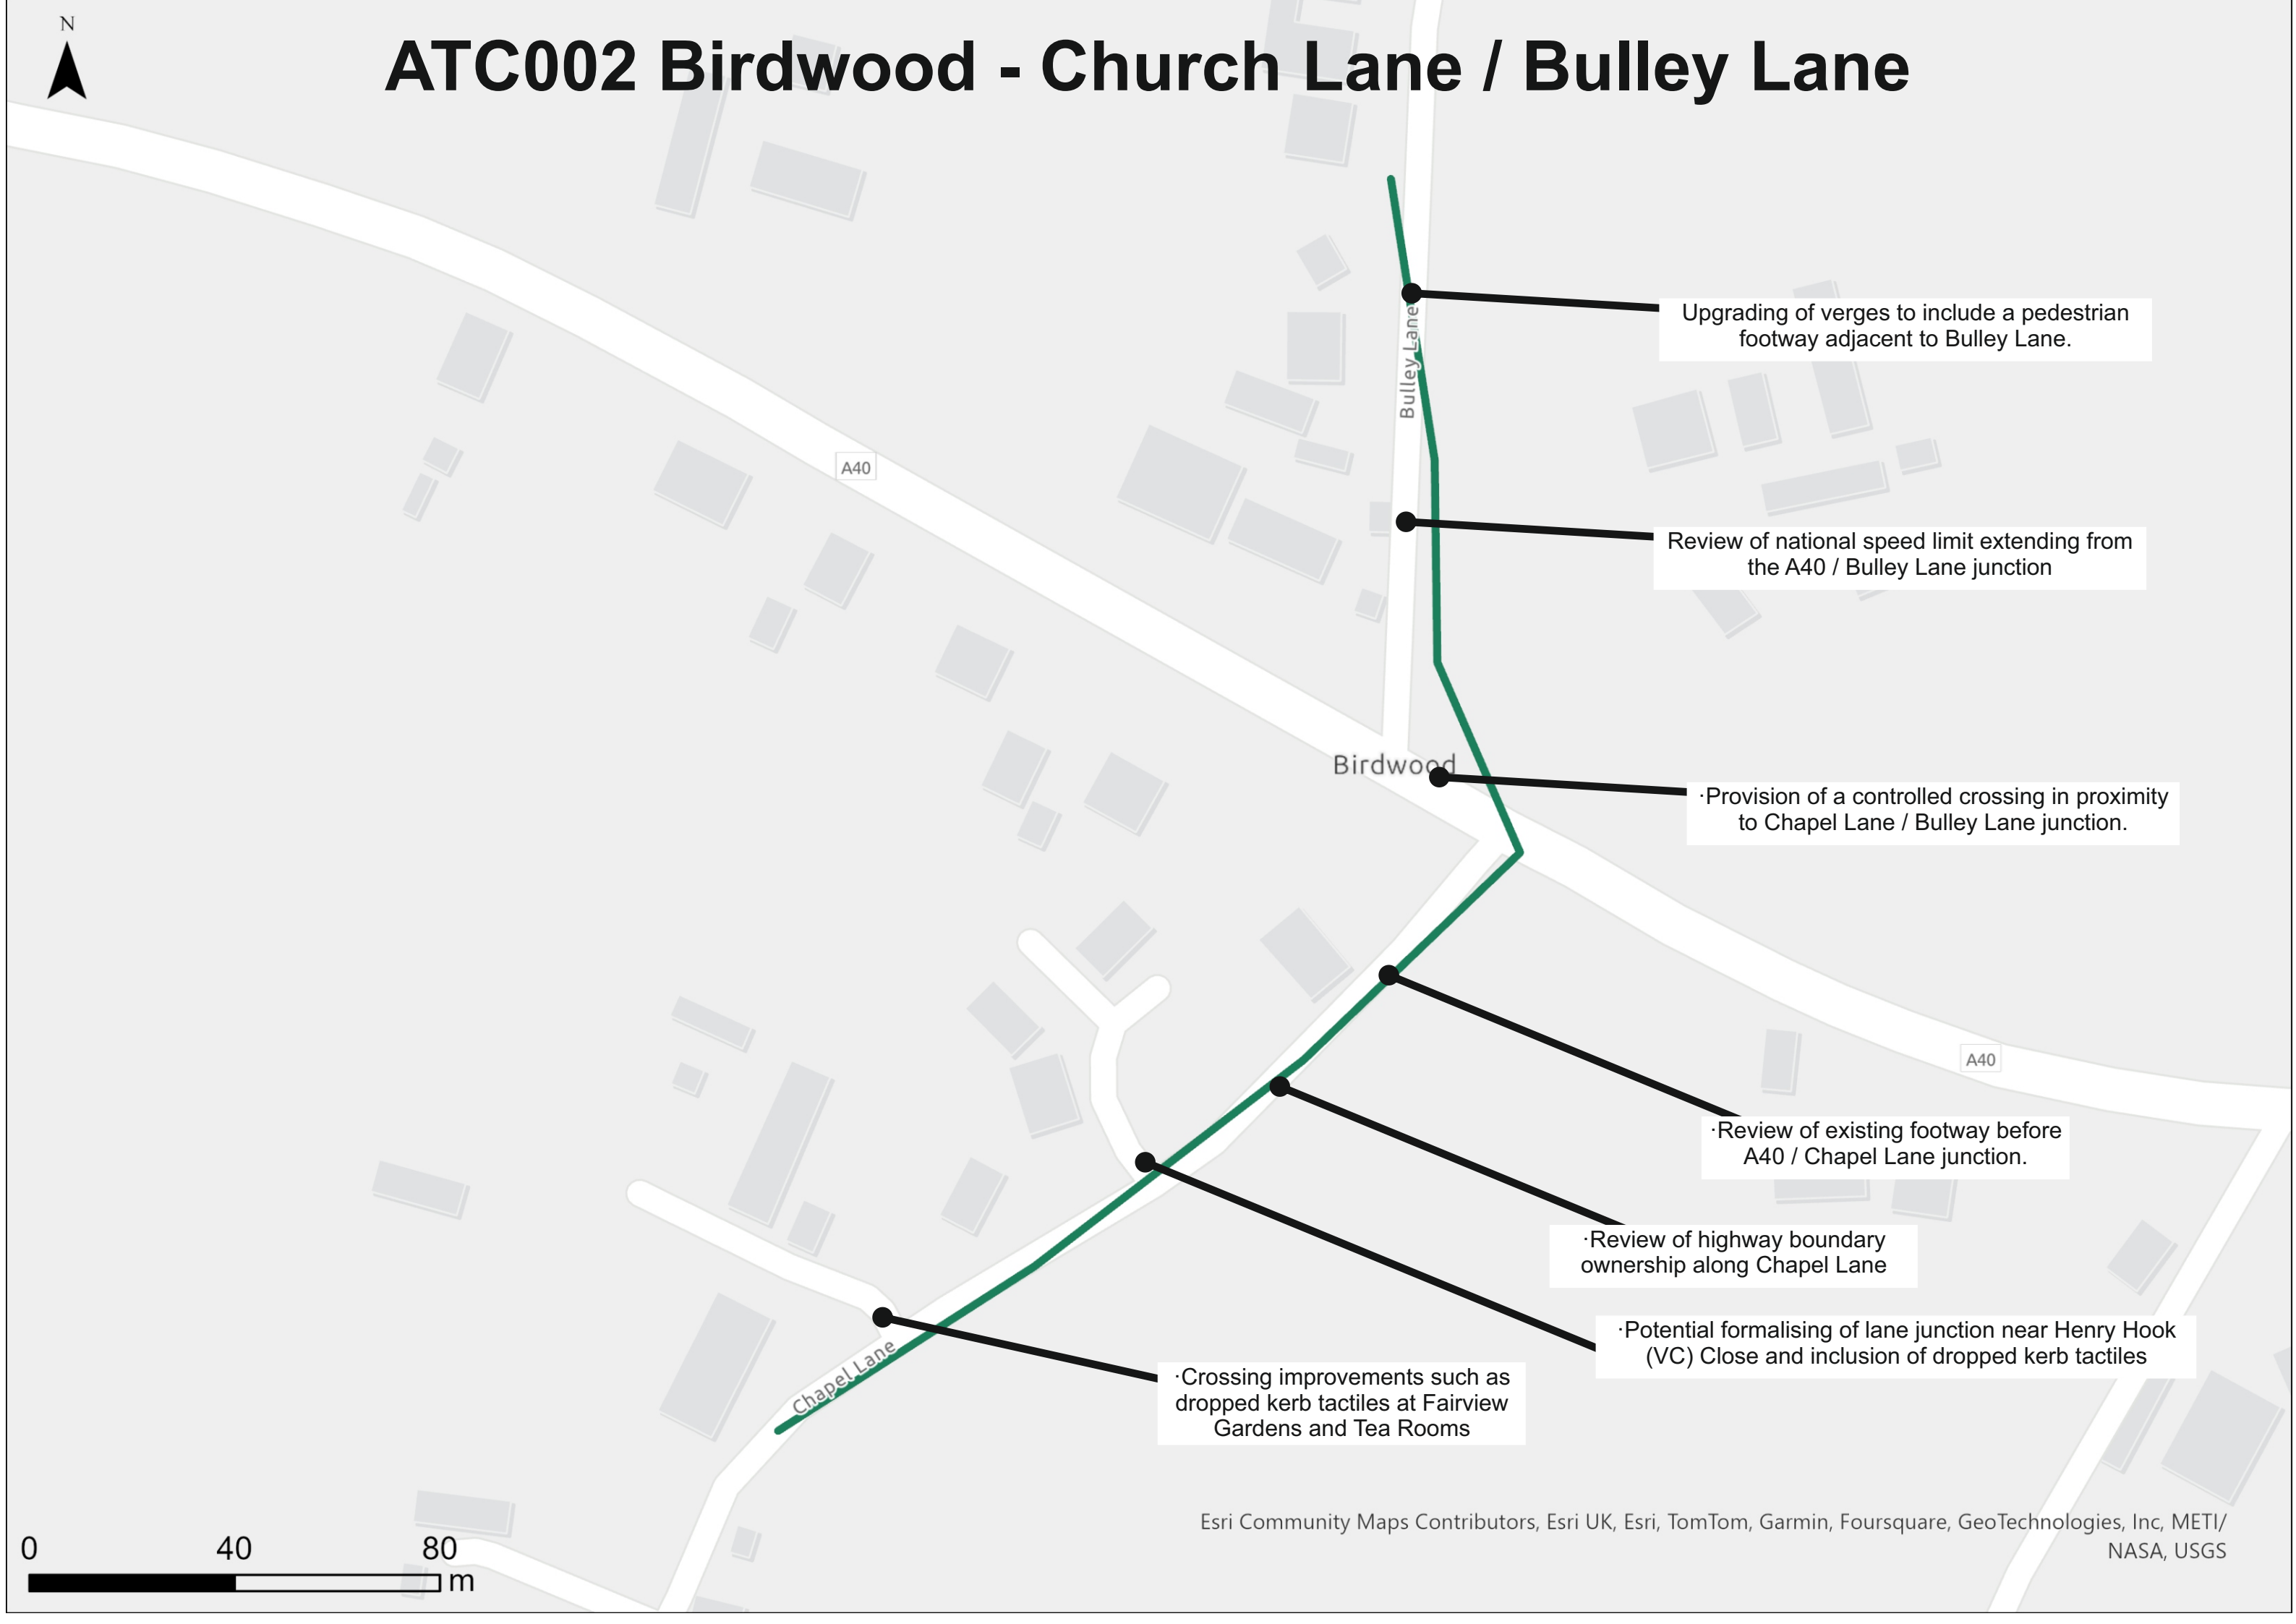 N
ATC002 Birdwood - Church Lane / Bulley Lane
Upgrading of verges to include a pedestrian
footway adjacent to Bulley Lane.
Bulley Lane
A40
Review of national speed limit extending from
the A40 / Bulley Lane junction
Birdwood
·Provision of a controlled crossing in proximity
to Chapel Lane / Bulley Lane junction.
A40
·Review of existing footway before
A40 / Chapel Lane junction.
·Review of highway boundary
ownership along Chapel Lane
·Potential formalising of lane junction near Henry Hook
(VC) Close and inclusion of dropped kerb tactiles
Chapel Lane
·Crossing improvements such as
dropped kerb tactiles at Fairview
Gardens and Tea Rooms
Esri Community Maps Contributors, Esri UK, Esri, TomTom, Garmin, Foursquare, GeoTechnologies, Inc, METI/
NASA, USGS
0 40 80
m